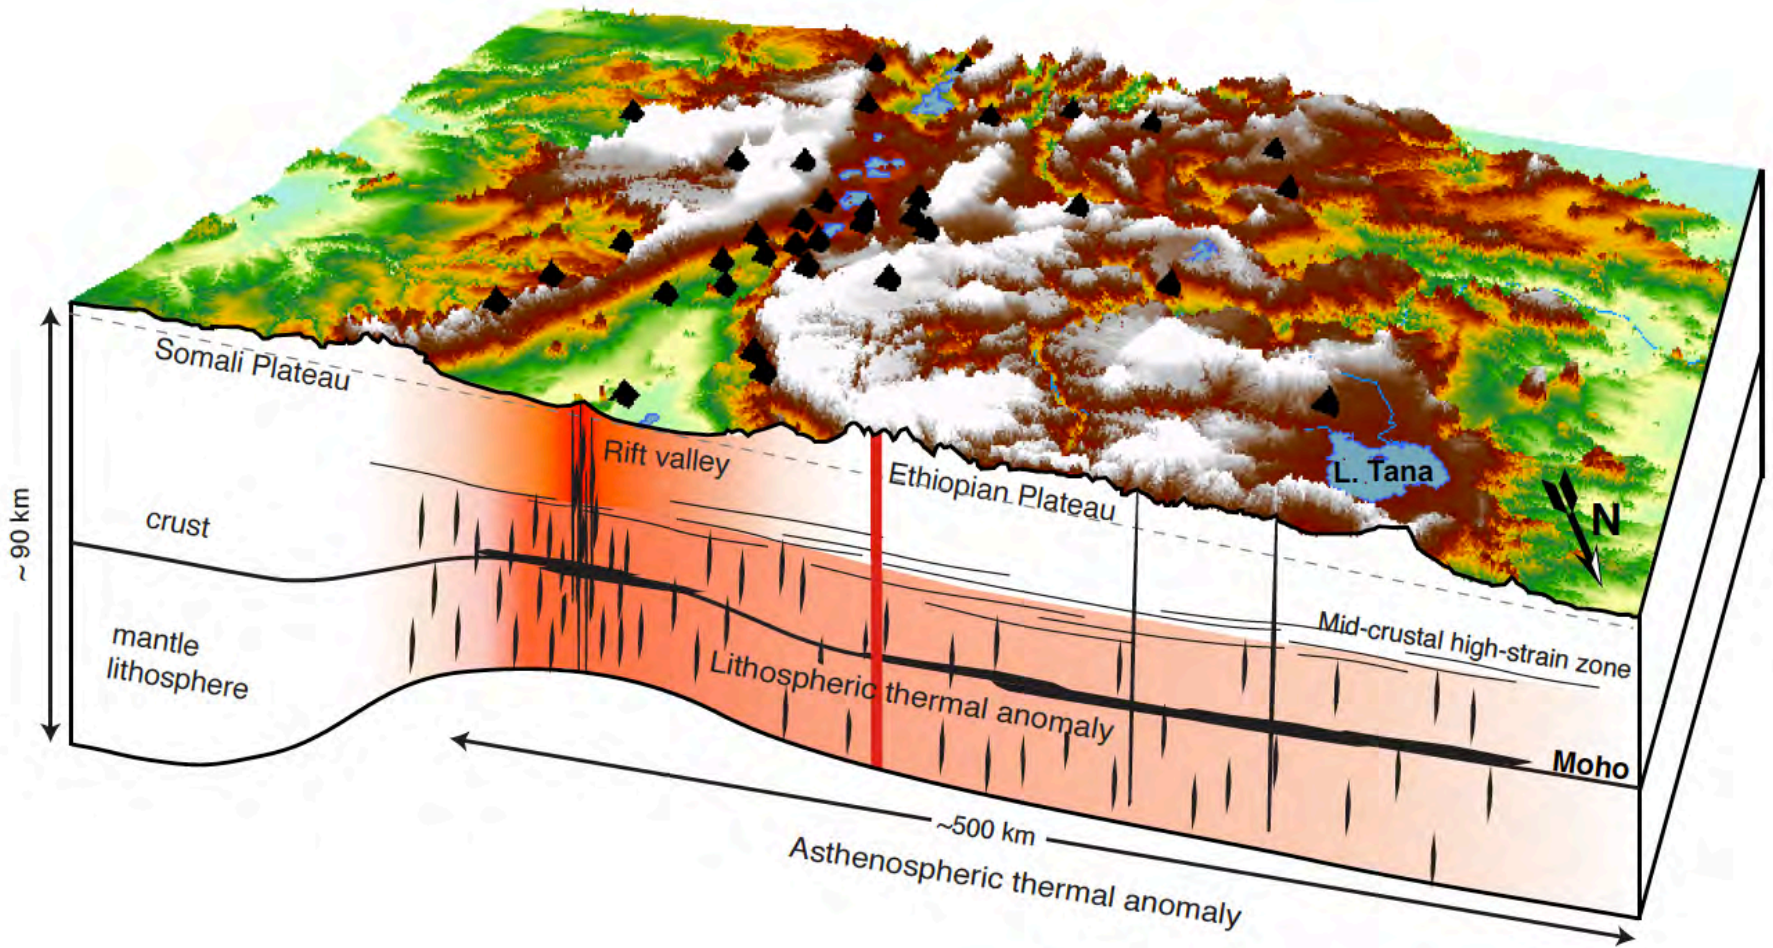 Somali Plateau
Rift valley
Ethiopian Plateau
L. Tana
N
~ 90 km
crust
mantle
lithosphere
Mid-crustal high-strain zone
Lithospheric thermal anomaly
Moho
~500 km
Asthenospheric thermal anomaly